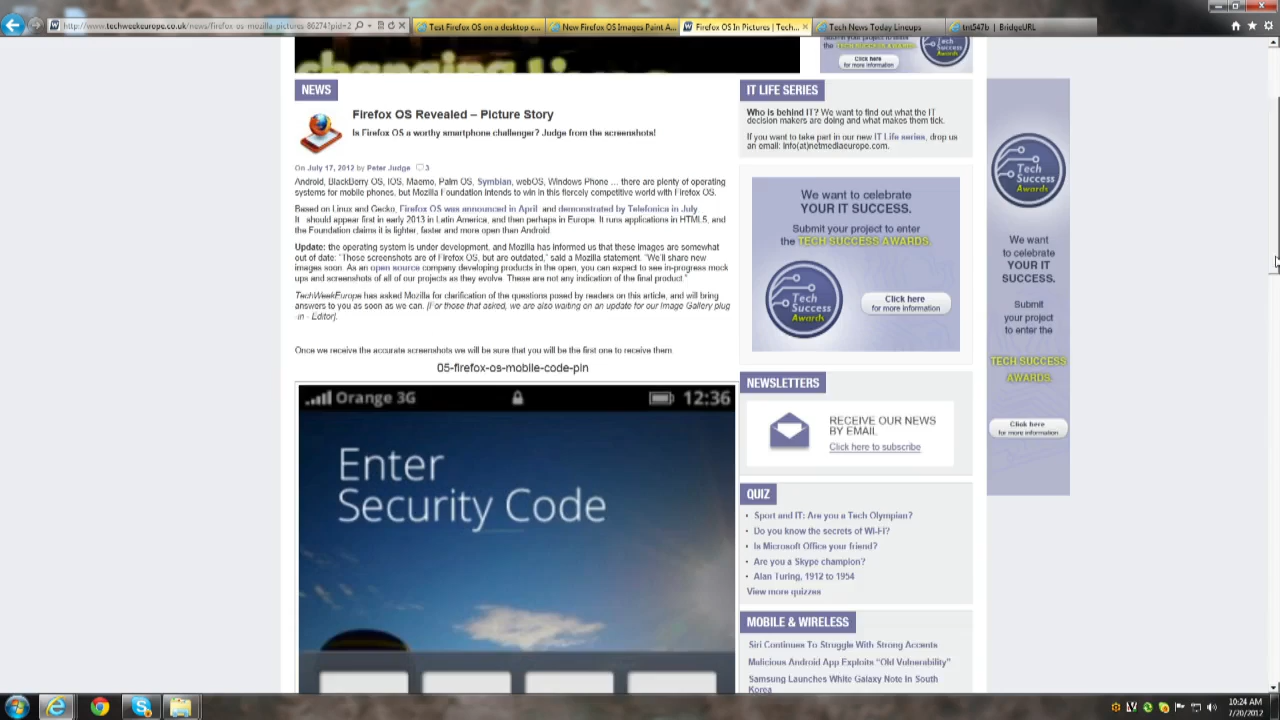 http://www.techweekeurope.co.uk/news/firefox-os-mozilla-pictures-86274?pid=2
Test Firefox OS on a desktop c...
New Firefox OS Images Paint A...
Firefox OS In Pictures | Tech...
Tech News Today Lineups
tnt547b | BridgeURL
the TECH SUCCESS AWARDS.
Click here
for more information
Tech
Success
Awards
NEWS
Firefox OS Revealed – Picture Story
Is Firefox OS a worthy smartphone challenger? Judge from the screenshots!
On July 17, 2012 by Peter Judge 3
Android, BlackBerry OS, iOS, Maemo, Palm OS, Symbian, webOS, Windows Phone ... there are plenty of operating
systems for mobile phones, but Mozilla Foundation intends to win in this fiercely competitive world with Firefox OS.
Based on Linux and Gecko, Firefox OS was announced in April and demonstrated by Telefonica in July
It should appear first in early 2013 in Latin America, and then perhaps in Europe. It runs applications in HTML5, and
the Foundation claims it is lighter, faster and more open than Android.
Update: the operating system is under development, and Mozilla has informed us that these images are somewhat
out of date: "Those screenshots are of Firefox OS, but are outdated," said a Mozilla statement. "We'll share new
images soon. As an open source company developing products in the open, you can expect to see in-progress mock
ups and screenshots of all of our projects as they evolve. These are not any indication of the final product."
TechWeekEurope has asked Mozilla for clarification of the questions posed by readers on this article, and will bring
answers to you as soon as we can. [For those that asked, we are also waiting on an update for our Image Gallery plug
-in - Editor].
Once we receive the accurate screenshots we will be sure that you will be the first one to receive them.
05-firefox-os-mobile-code-pin
Orange 3G
12:36
Enter
Security Code
IT LIFE SERIES
Who is behind IT? We want to find out what the IT
decision makers are doing and what makes them tick.
If you want to take part in our new IT Life series, drop us
an email: info(at)netmediaeurope.com.
We want to celebrate
YOUR IT SUCCESS.
Submit your project to enter
the TECH SUCCESS AWARDS.
Tech
Success
Awards
Click here
for more information
NEWSLETTERS
RECEIVE OUR NEWS
BY EMAIL
Click here to subscribe
QUIZ
• Sport and IT: Are you a Tech Olympian?
• Do you know the secrets of Wi-Fi?
• Is Microsoft Office your friend?
• Are you a Skype champion?
• Alan Turing, 1912 to 1954
View more quizzes
MOBILE & WIRELESS
Siri Continues To Struggle With Strong Accents
Malicious Android App Exploits "Old Vulnerability"
Samsung Launches White Galaxy Note In South
Korea
Tech
Success
Awards
We want
to celebrate
YOUR IT
SUCCESS.
Submit
your project
to enter the
TECH SUCCESS
AWARDS.
Click here
for more information
LV
10:24 AM
7/20/2012